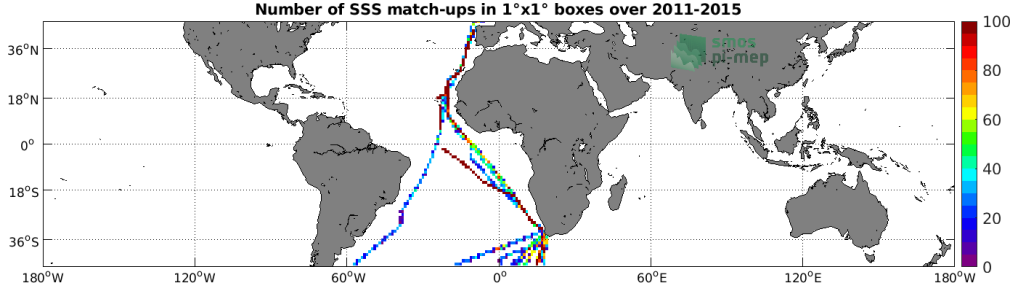 Number of SSS match-ups in 1°x1° boxes over 2011-2015
smos
pi-mep
36°N
18°N
0°
18°S
36°S
180°W 120°W 60°W 0°E 60°E 120°E 180°W
100
80
60
40
20
0